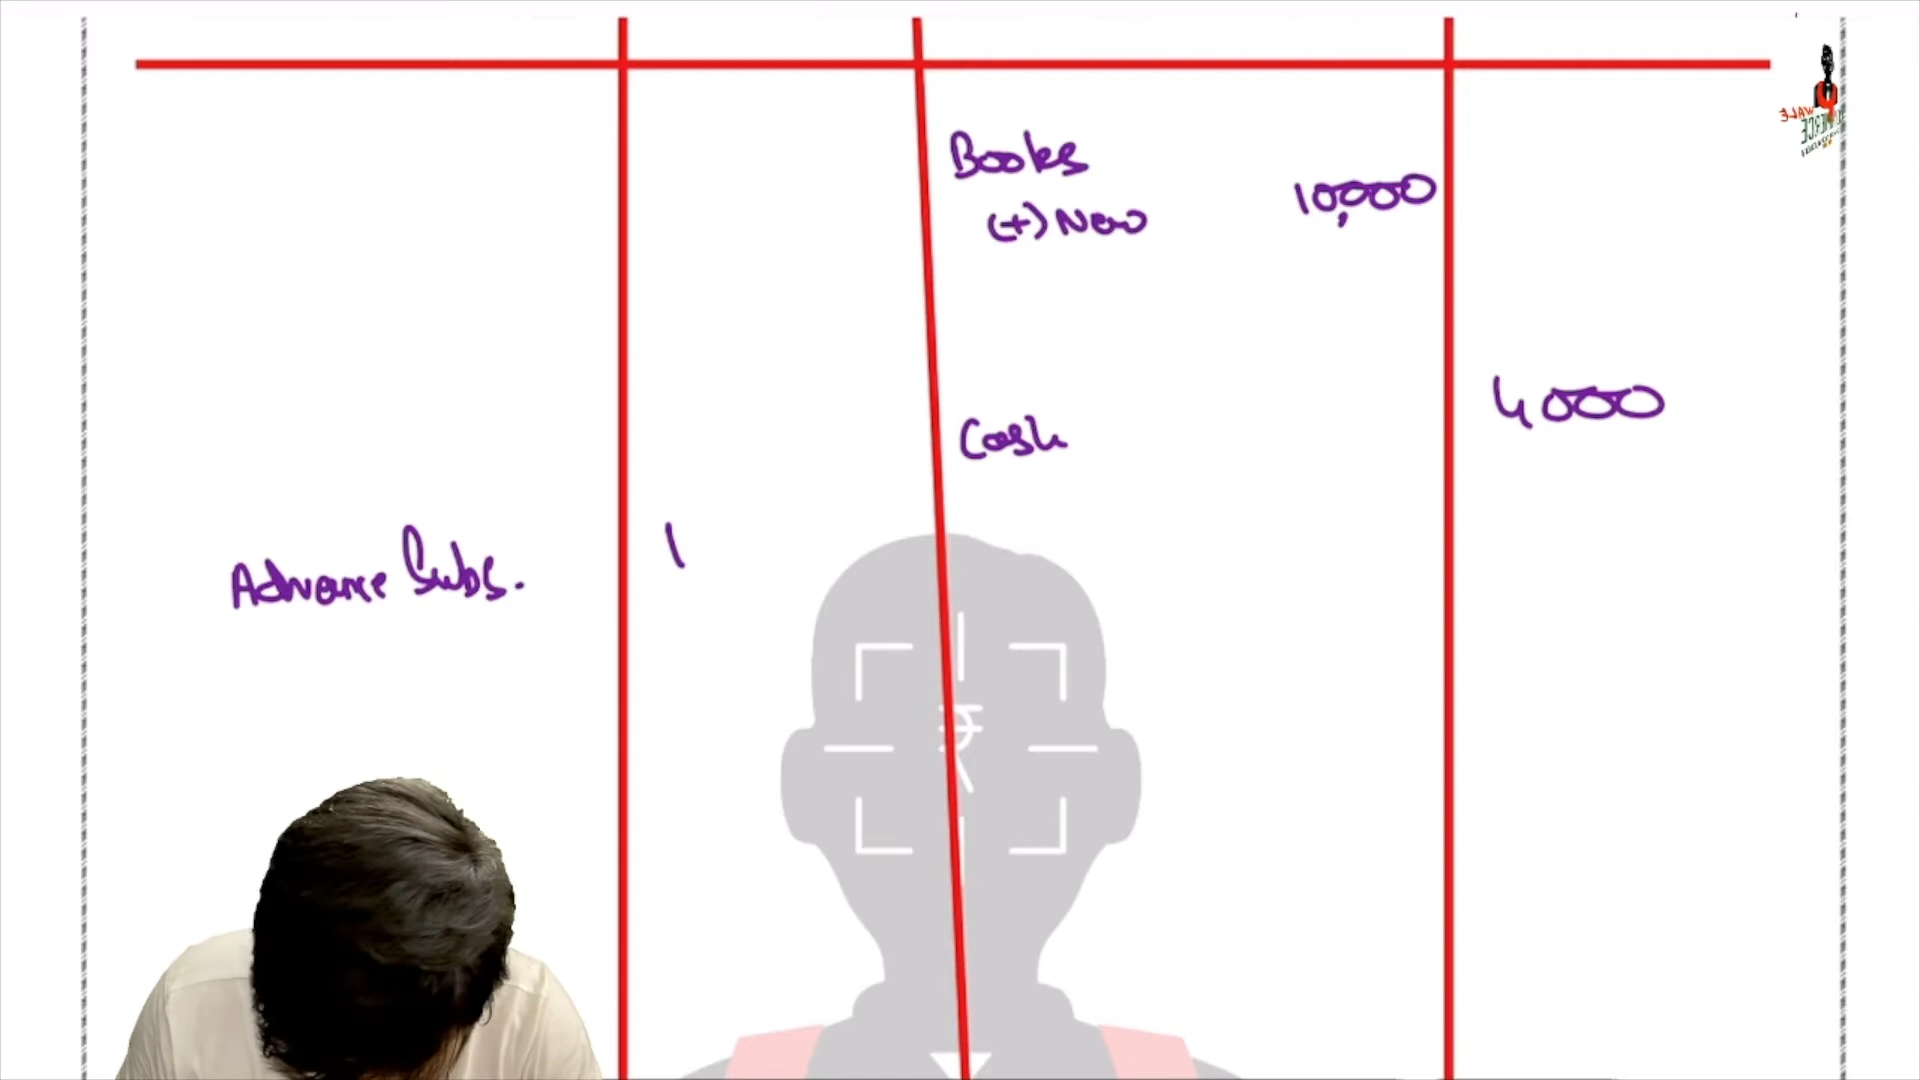 Books
(+) New 10,000
Cash 4000
Advance Subs. 1
₹